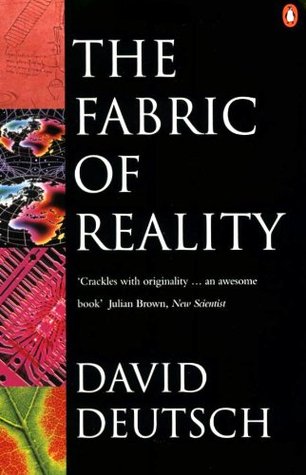 THE
FABRIC
OF
REALITY
‘Crackles with originality ... an awesome
book’ Julian Brown, New Scientist
DAVID
DEUTSCH